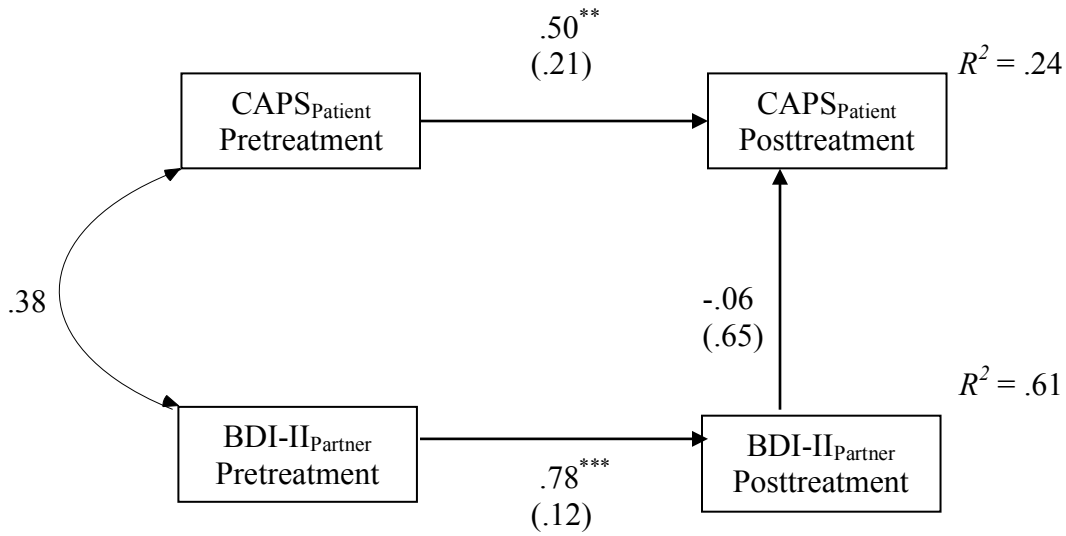 .50**
(.21)
R² = .24
CAPSPatient
Pretreatment
CAPSPatient
Posttreatment
.38
-.06
(.65)
R² = .61
BDI-IIPartner
Pretreatment
BDI-IIPartner
Posttreatment
.78***
(.12)